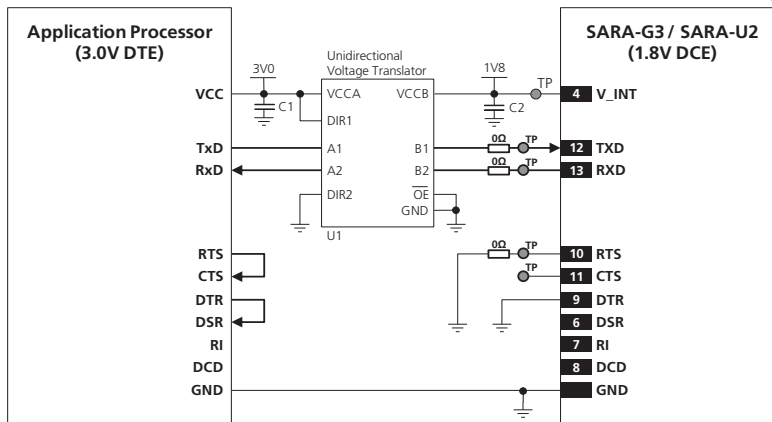 Application Processor
(3.0V DTE)
SARA-G3 / SARA-U2
(1.8V DCE)
Unidirectional
Voltage Translator
3V0
1V8
TP
VCC
C1
VCCA
VCCB
C2
4
V_INT
DIR1
0Ω
TP
TxD
A1
B1
12
TXD
0Ω
TP
RxD
A2
B2
13
RXD
DIR2
OE
GND
U1
0Ω
TP
RTS
10
RTS
TP
CTS
11
CTS
DTR
9
DTR
DSR
6
DSR
RI
7
RI
DCD
8
DCD
GND
GND